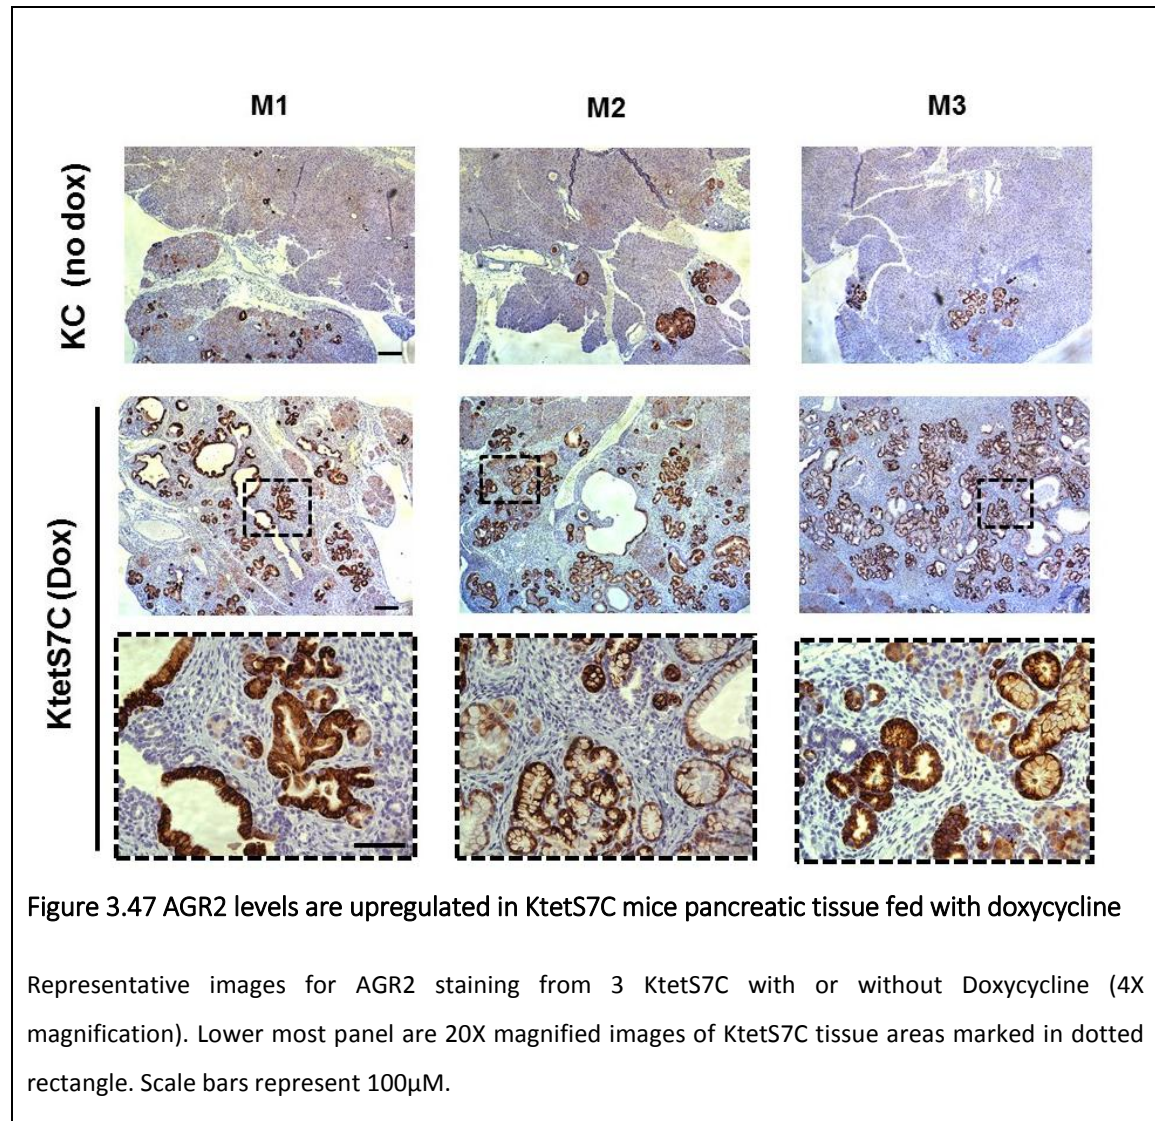 M1
M2
M3
KC (no dox)
KtetS7C (Dox)
Figure 3.47 AGR2 levels are upregulated in KtetS7C mice pancreatic tissue fed with doxycycline
Representative images for AGR2 staining from 3 KtetS7C with or without Doxycycline (4X
magnification). Lower most panel are 20X magnified images of KtetS7C tissue areas marked in dotted
rectangle. Scale bars represent 100µM.